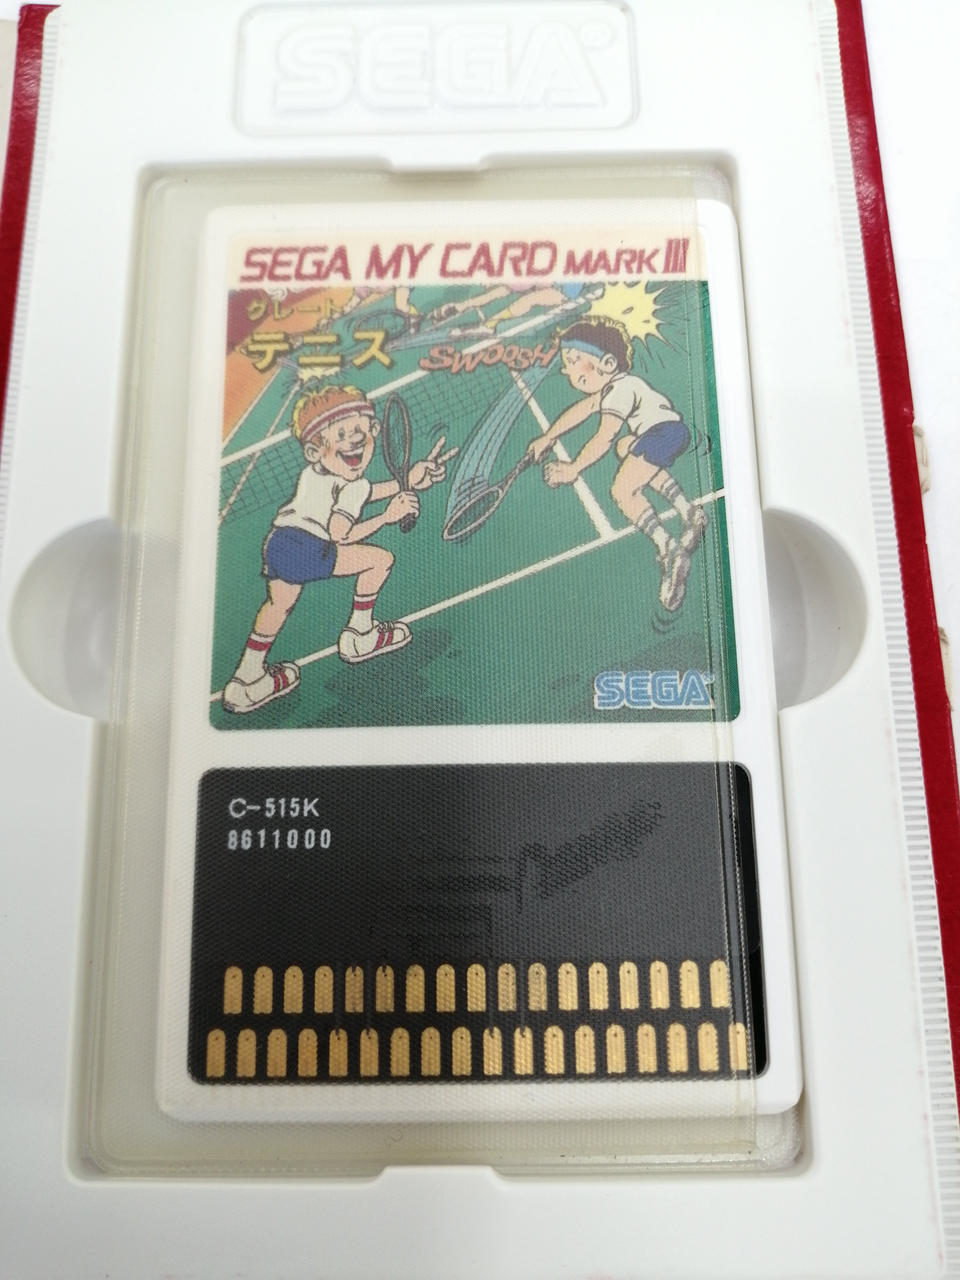 SEGA®
SEGA MY CARD MARK III
グレート
テニス
SWOOSH
SEGA®
C-515K
8611000